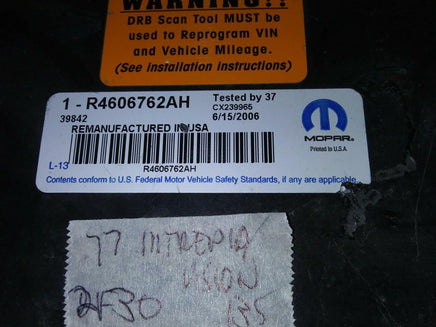 WARNING!!
DRB Scan Tool MUST be
used to Reprogram VIN
and Vehicle Mileage.
(See installation instructions)
1 - R4606762AH
Tested by 37
39842
CX239965
REMANUFACTURED IN USA
6/15/2006
MOPAR.
Printed in U.S.A.
L-13
R4606762AH
Contents conform to U.S. Federal Motor Vehicle Safety Standards, if any are applicable.
77 INTREPID/
VISION
2F30
135